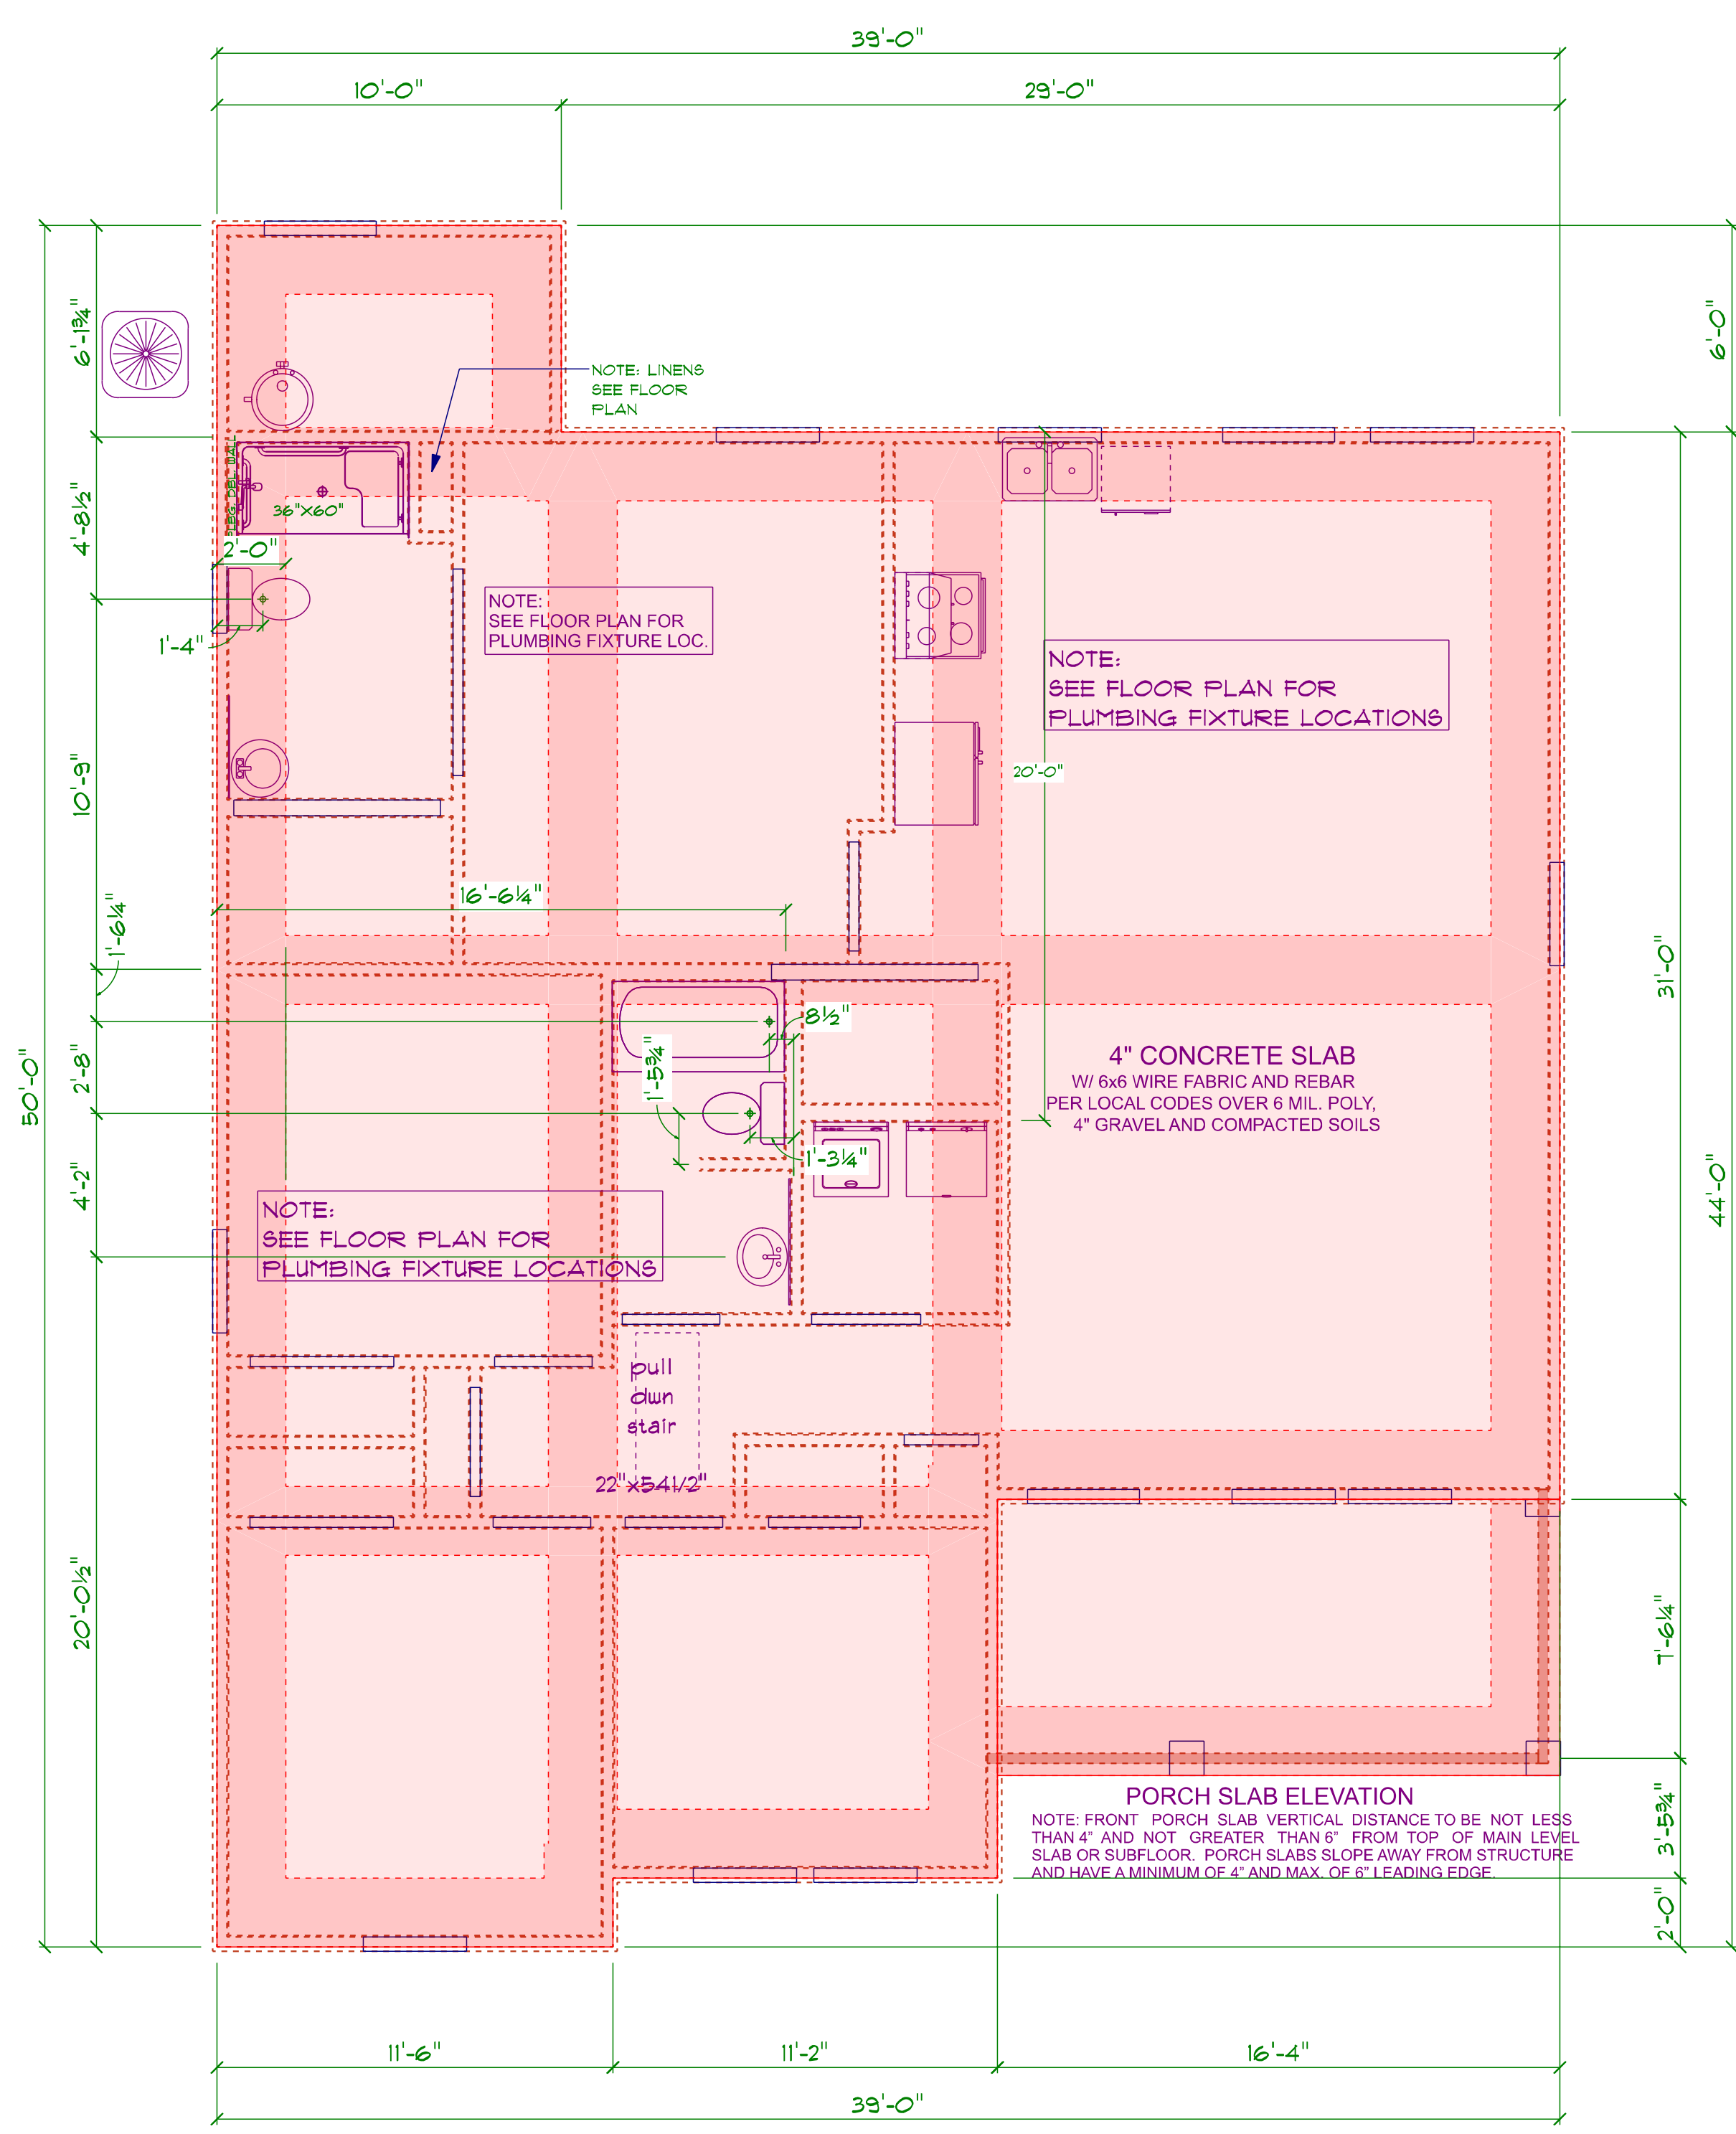 39'-0"
10'-0"
29'-0"
6'-1¾"
6'-0"
NOTE: LINENS
SEE FLOOR
PLAN
PLBG. DBL. WALL
36"X60"
4'-8½"
2'-0"
1'-4"
NOTE:
SEE FLOOR PLAN FOR
PLUMBING FIXTURE LOC.
NOTE:
SEE FLOOR PLAN FOR
PLUMBING FIXTURE LOCATIONS
20'-0"
10'-9"
16'-6¼"
1'-6¼"
31'-0"
8½"
1'-5¾"
2'-8"
50'-0"
4" CONCRETE SLAB
W/ 6x6 WIRE FABRIC AND REBAR
PER LOCAL CODES OVER 6 MIL. POLY,
4" GRAVEL AND COMPACTED SOILS
1'-3¼"
4'-2"
44'-0"
NOTE:
SEE FLOOR PLAN FOR
PLUMBING FIXTURE LOCATIONS
pull
dwn
stair
22"x541/2"
20'-0½"
7'-6¼"
PORCH SLAB ELEVATION
NOTE: FRONT PORCH SLAB VERTICAL DISTANCE TO BE NOT LESS
THAN 4” AND NOT GREATER THAN 6” FROM TOP OF MAIN LEVEL
SLAB OR SUBFLOOR. PORCH SLABS SLOPE AWAY FROM STRUCTURE
AND HAVE A MINIMUM OF 4” AND MAX. OF 6” LEADING EDGE.
3'-5¾"
2'-0"
11'-6"
11'-2"
16'-4"
39'-0"